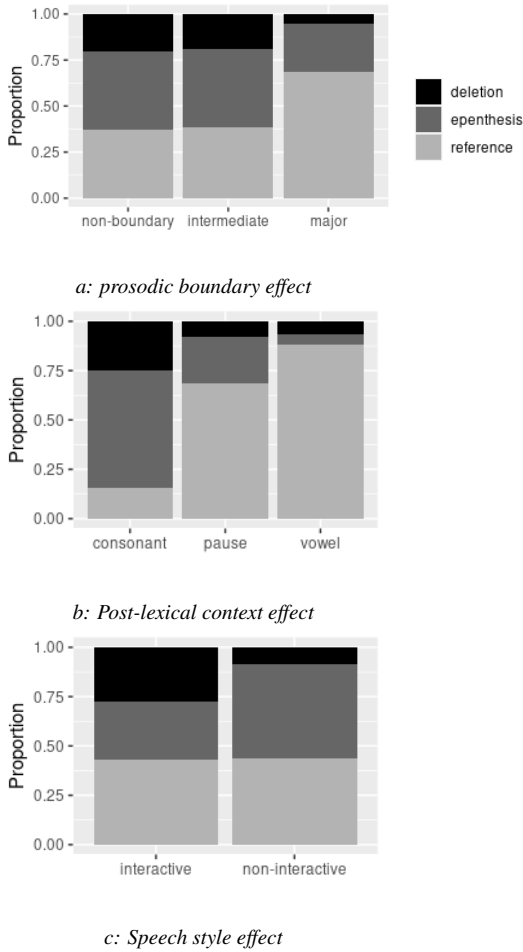 1.00
0.75
0.50
0.25
0.00
Proportion
non-boundary intermediate major
deletion
epenthesis
reference
a: prosodic boundary effect
1.00
0.75
0.50
0.25
0.00
Proportion
consonant pause vowel
b: Post-lexical context effect
1.00
0.75
0.50
0.25
0.00
Proportion
interactive non-interactive
c: Speech style effect